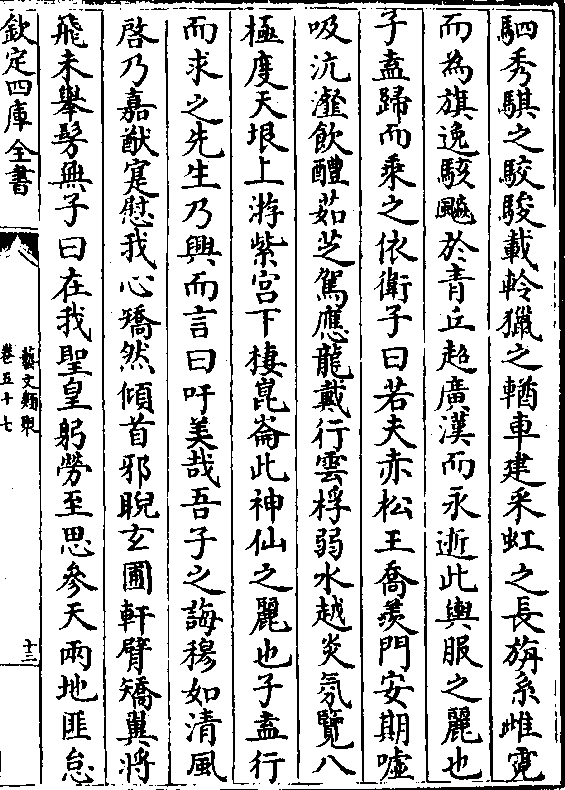 駟秀騏之駮駿載軨獵之輶車建采虹之長旃系雌霓
而為旗逸駭飈於青丘超廣漢而永逝此輿服之麗也
子盍歸而乘之依衛子曰若夫赤松王喬羨門安期噓
吸沆瀣飲醴茹芝駕應龍戴行雲桴弱水越炎氛覽八
極度天垠上游紫宮下棲崑崙此神仙之麗也子盍行
而求之先生乃興而言曰吁美哉吾子之誨穆如清風
啓乃嘉猷寔慰我心矯然傾首邪睨玄圃軒臂矯翼將
飛未舉髣無子曰在我聖皇躬勞至思參天兩地匪怠
欽定四庫全書
藝文類聚
卷五十七
十三